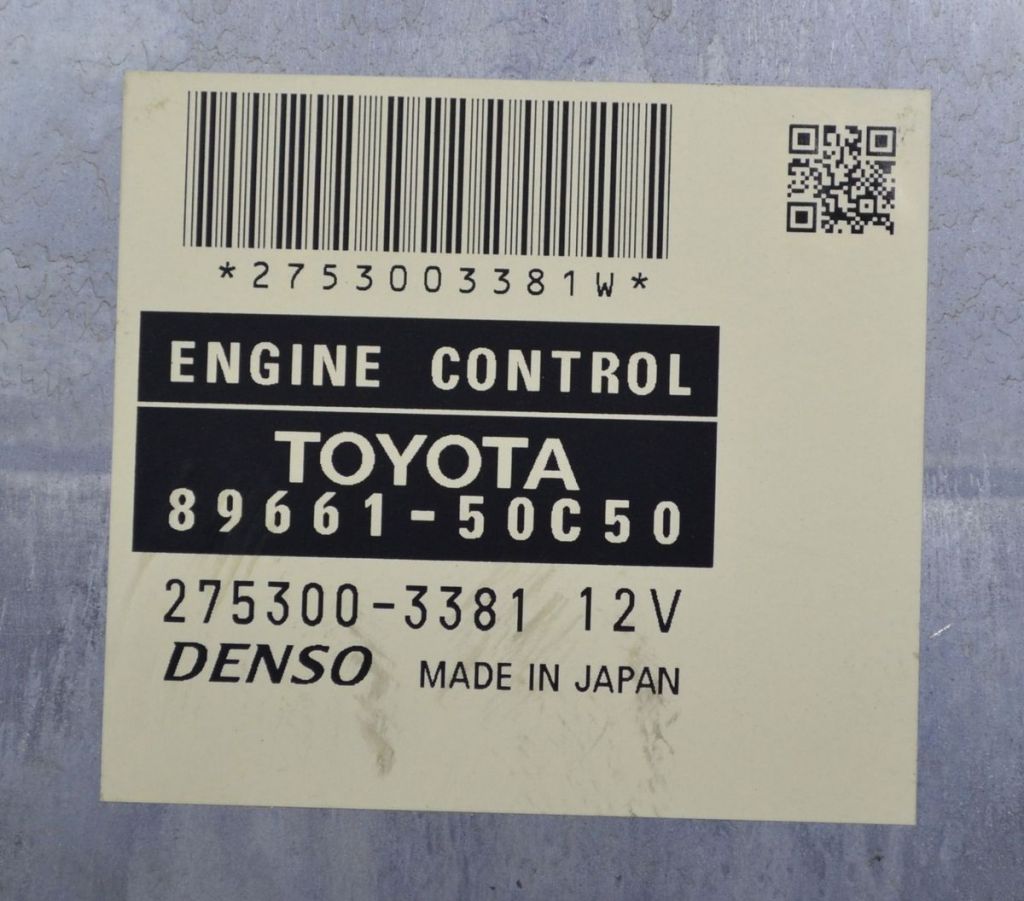 *2753003381W*
ENGINE CONTROL
TOYOTA
89661-50C50
275300-3381 12V
DENSO MADE IN JAPAN